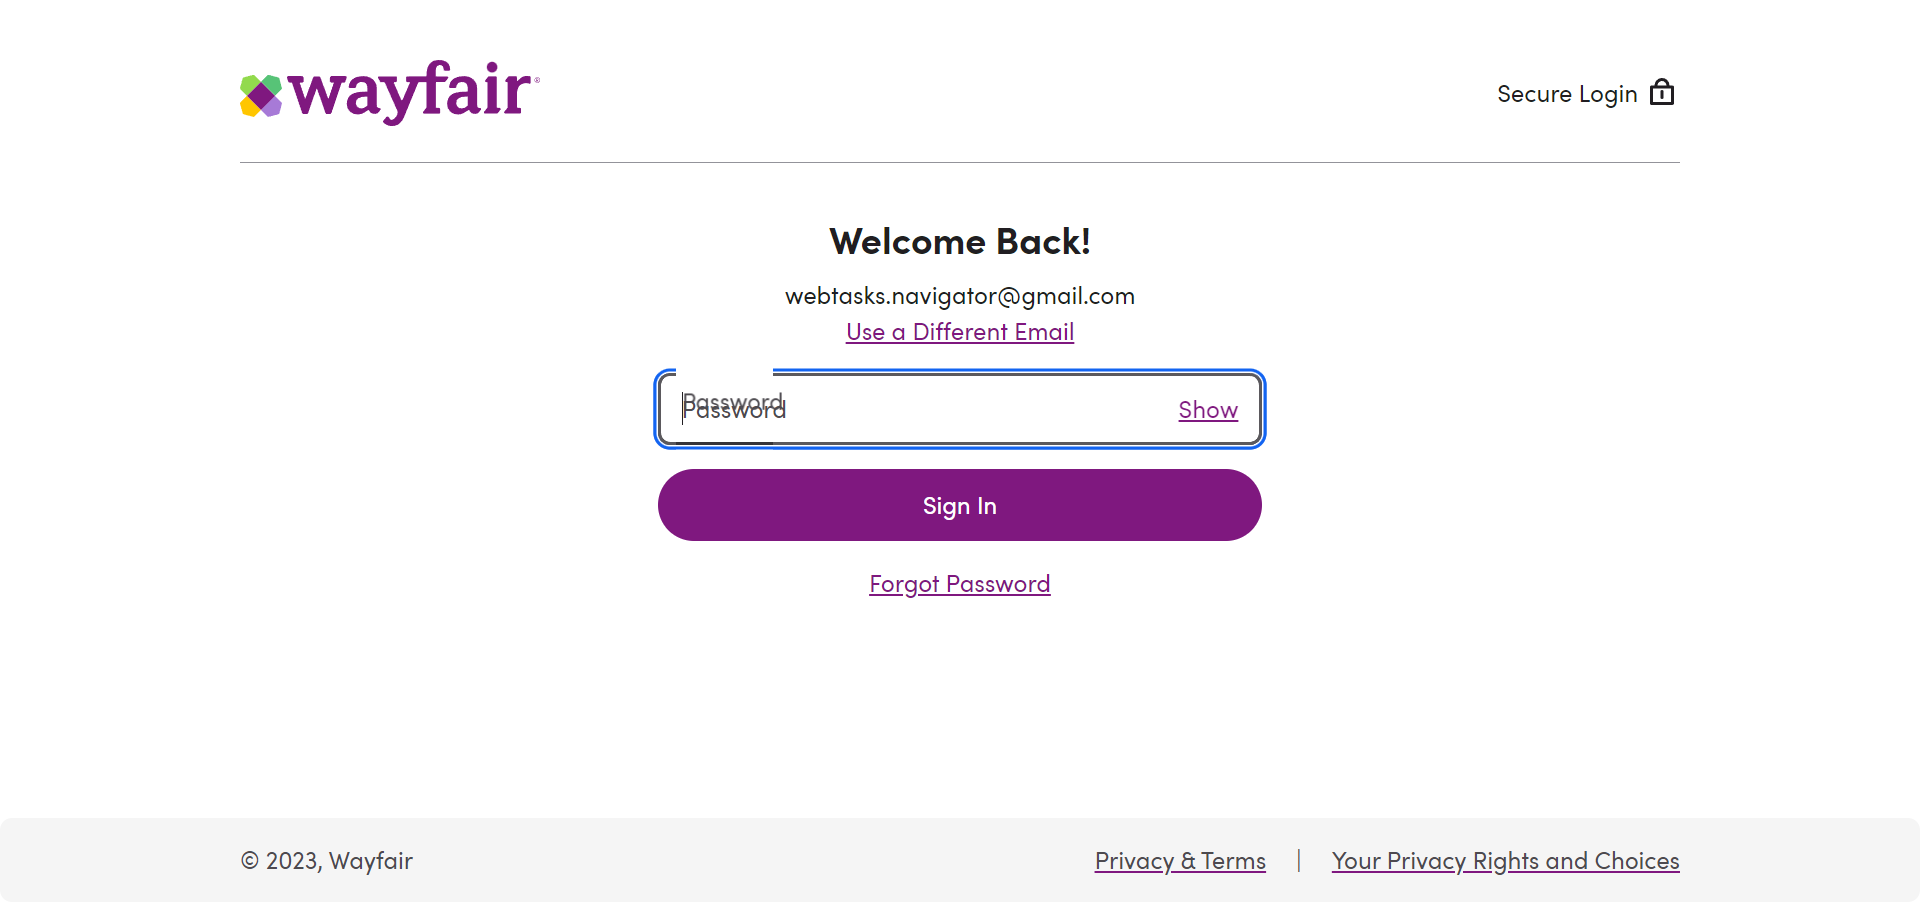 wayfair®
Secure Login
Welcome Back!
webtasks.navigator@gmail.com
Use a Different Email
Password
Password
Show
Sign In
Forgot Password
© 2023, Wayfair
Privacy & Terms | Your Privacy Rights and Choices